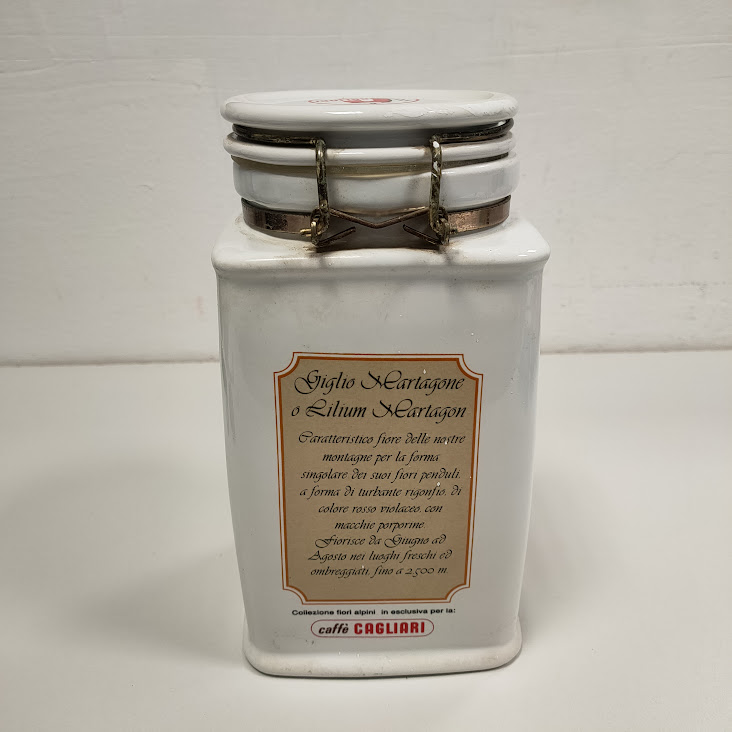 Giglio Martagone
o Lilium Martagon
Caratteristico fiore delle nostre
montagne per la forma
singolare dei suoi fiori penduli,
a forma di turbante rigonfio, di
colore rosso violaceo, con
macchie porporine.
Fiorisce da Giugno ad
Agosto nei luoghi freschi ed
ombreggiati, fino a 2500 m.
Collezione fiori alpini in esclusiva per la:
caffè CAGLIARI